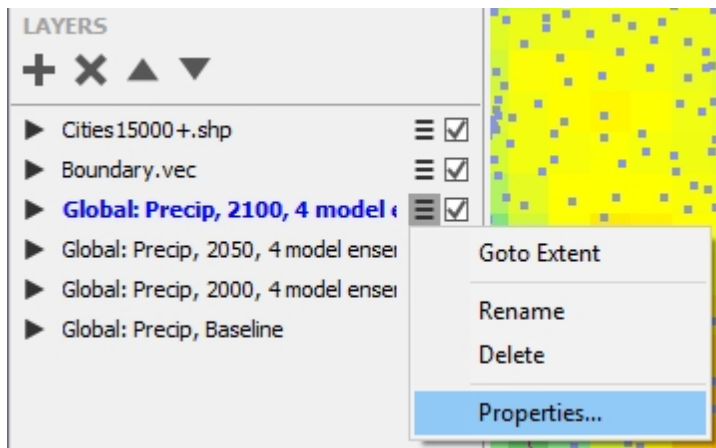 LAYERS
Cities15000+.shp
Boundary.vec
Global: Precip, 2100, 4 model e
Global: Precip, 2050, 4 model enser
Global: Precip, 2000, 4 model enser
Global: Precip, Baseline
Goto Extent
Rename
Delete
Properties...